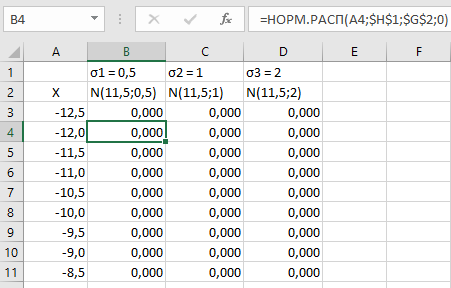 B4 fx =НОРМ.РАСП(A4;$H$1;$G$2;0)
A B C D E F
1 σ1 = 0,5 σ2 = 1 σ3 = 2
2 X N(11,5;0,5) N(11,5;1) N(11,5;2)
3 -12,5 0,000 0,000 0,000
4 -12,0 0,000 0,000 0,000
5 -11,5 0,000 0,000 0,000
6 -11,0 0,000 0,000 0,000
7 -10,5 0,000 0,000 0,000
8 -10,0 0,000 0,000 0,000
9 -9,5 0,000 0,000 0,000
10 -9,0 0,000 0,000 0,000
11 -8,5 0,000 0,000 0,000